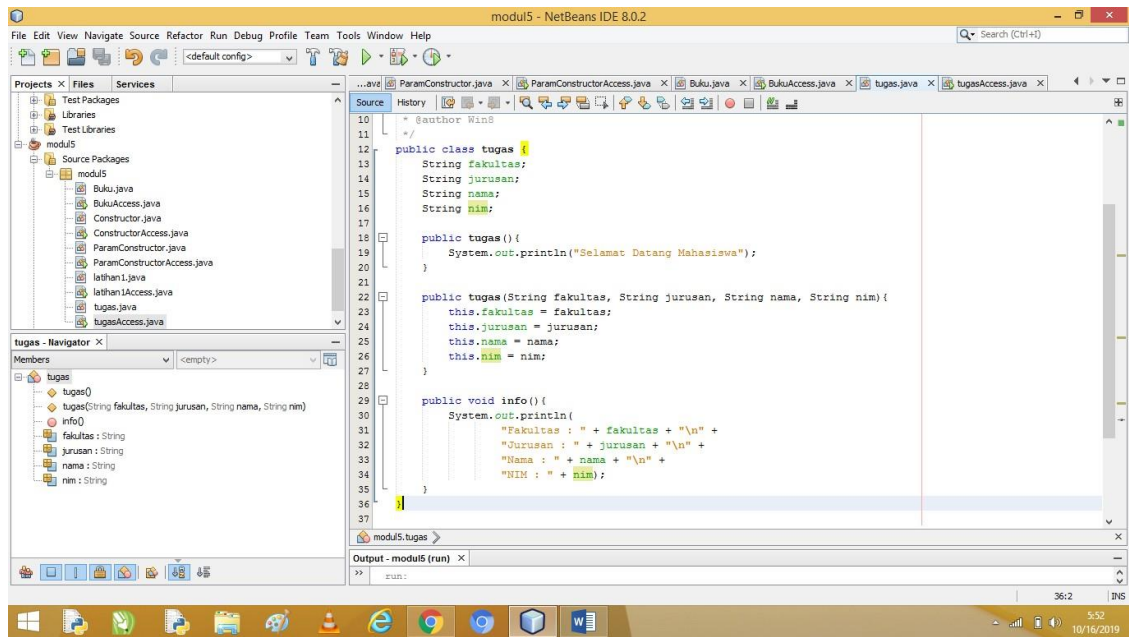 modul5 - NetBeans IDE 8.0.2
File Edit View Navigate Source Refactor Run Debug Profile Team Tools Window Help
Search (Ctrl+I)
<default config>
Projects Files Services
Test Packages
Libraries
Test Libraries
modul5
Source Packages
modul5
Buku.java
BukuAccess.java
Constructor.java
ConstructorAccess.java
ParamConstructor.java
ParamConstructorAccess.java
latihan1.java
latihan1Access.java
tugas.java
tugasAccess.java
tugas - Navigator
Members <empty>
tugas
tugas()
tugas(String fakultas, String jurusan, String nama, String nim)
info()
fakultas : String
jurusan : String
nama : String
nim : String
...ava ParamConstructor.java ParamConstructorAccess.java Buku.java BukuAccess.java tugas.java tugasAccess.java
Source History
10 * @author Win8
11 */
12 public class tugas {
13 String fakultas;
14 String jurusan;
15 String nama;
16 String nim;
17
18 public tugas(){
19 System.out.println("Selamat Datang Mahasiswa");
20 }
21
22 public tugas(String fakultas, String jurusan, String nama, String nim){
23 this.fakultas = fakultas;
24 this.jurusan = jurusan;
25 this.nama = nama;
26 this.nim = nim;
27 }
28
29 public void info(){
30 System.out.println(
31 "Fakultas : " + fakultas + "\n" +
32 "Jurusan : " + jurusan + "\n" +
33 "Nama : " + nama + "\n" +
34 "NIM : " + nim);
35 }
36 }
37
modul5.tugas
Output - modul5 (run)
run:
36:2 INS
5:52
10/16/2019